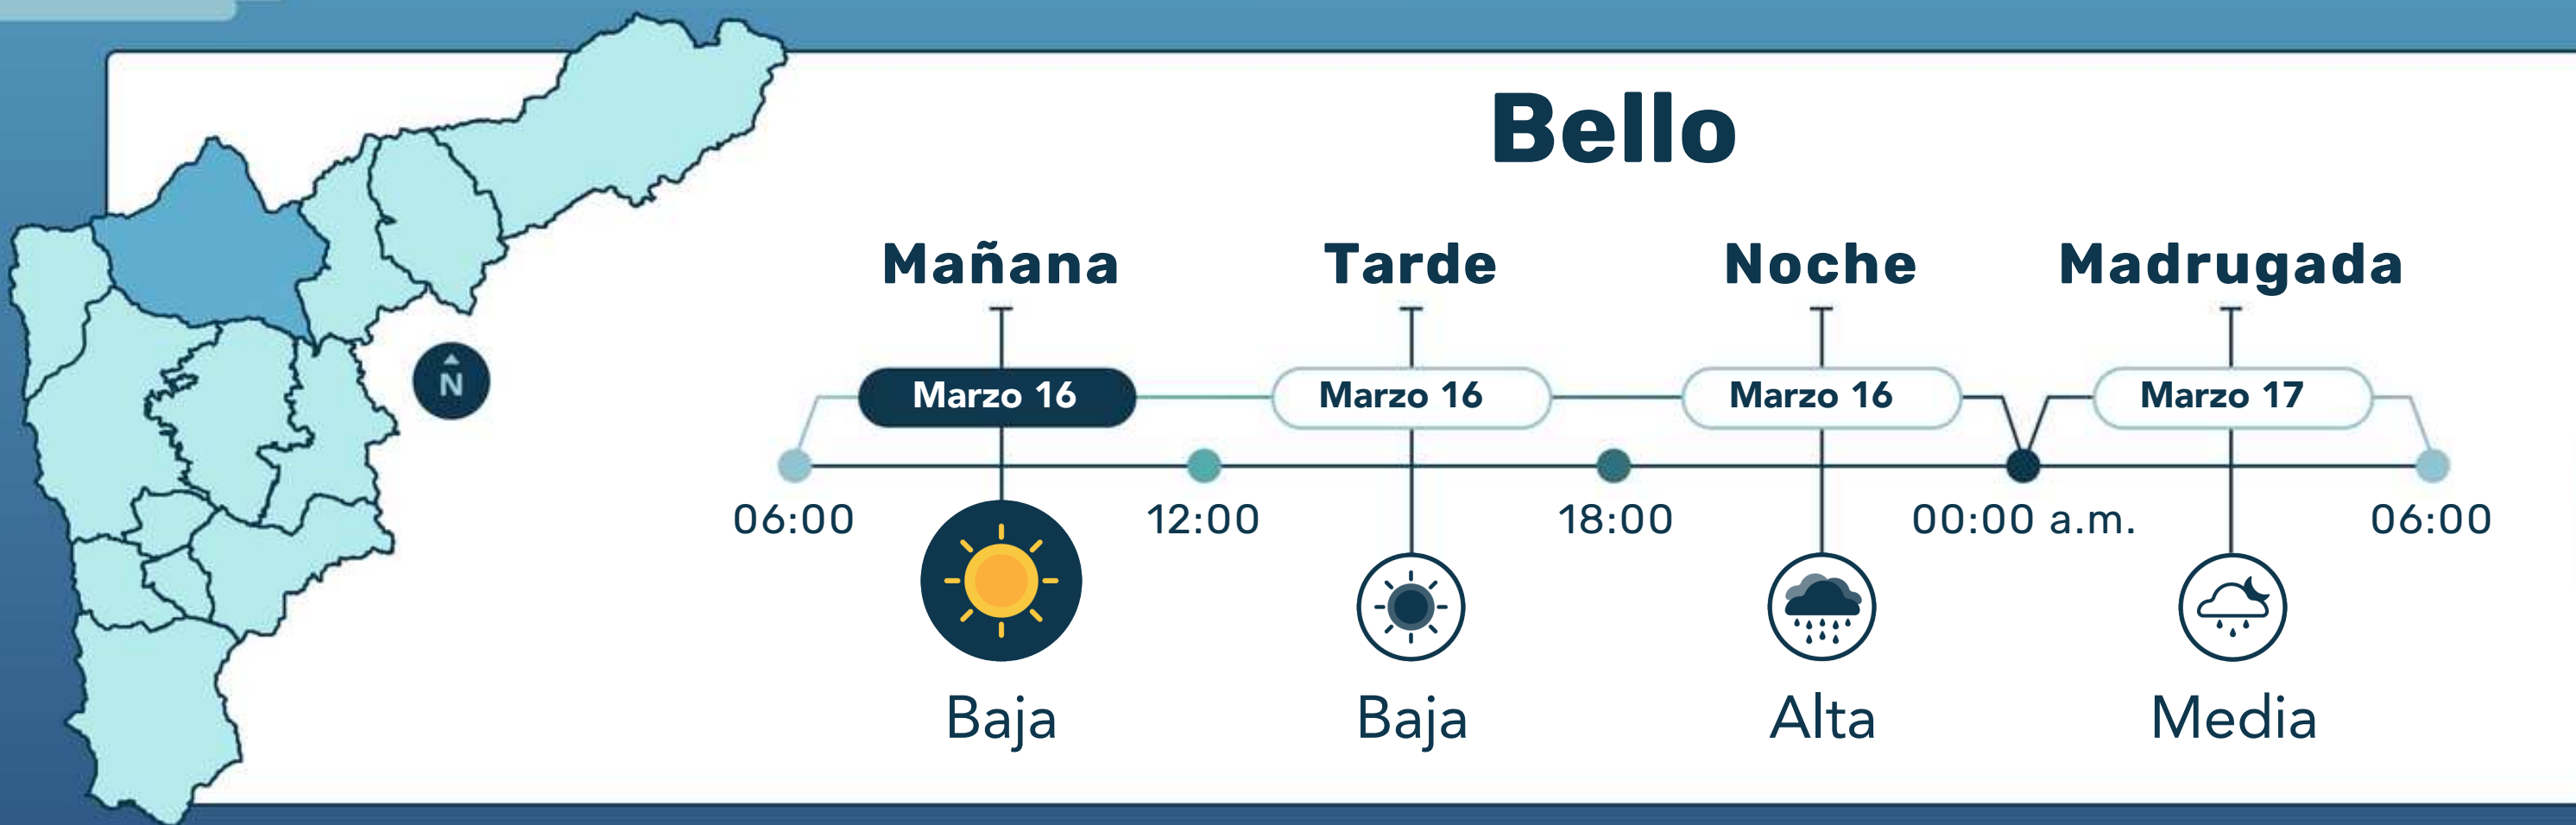 Bello
Mañana Tarde Noche Madrugada
N
Marzo 16 Marzo 16 Marzo 16 Marzo 17
06:00 12:00 18:00 00:00 a.m. 06:00
Baja Baja Alta Media